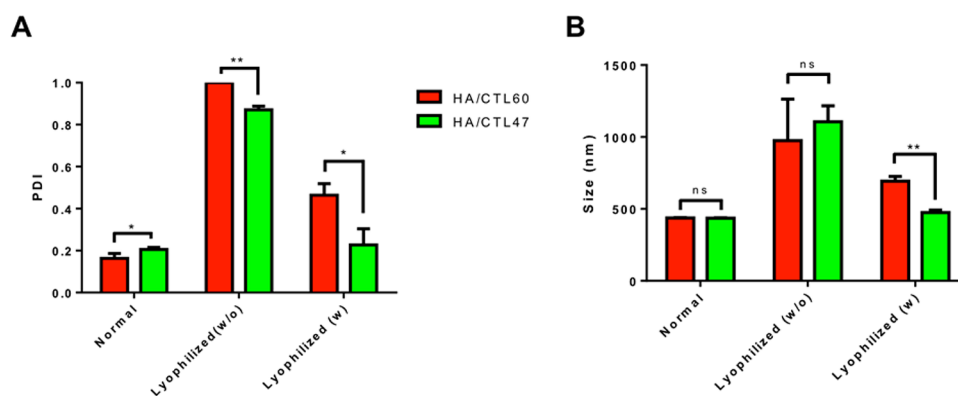 A
B
**
*
*
1.0
0.8
0.6
0.4
0.2
0.0
PDI
Normal
Lyophilized(w/o)
Lyophilized (w)
HA/CTL60
HA/CTL47
ns
ns
**
1500
1000
500
0
Size (nm)
Normal
Lyophilized (w/o)
Lyophilized (w)